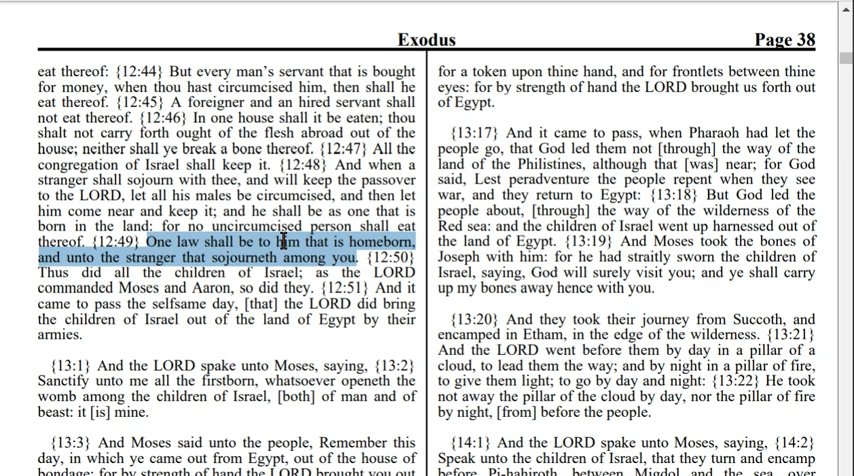 Exodus
Page 38
eat thereof: {12:44} But every man's servant that is bought
for money, when thou hast circumcised him, then shall he
eat thereof. {12:45} A foreigner and an hired servant shall
not eat thereof. {12:46} In one house shall it be eaten; thou
shalt not carry forth ought of the flesh abroad out of the
house; neither shall ye break a bone thereof. {12:47} All the
congregation of Israel shall keep it. {12:48} And when a
stranger shall sojourn with thee, and will keep the passover
to the LORD, let all his males be circumcised, and then let
him come near and keep it; and he shall be as one that is
born in the land: for no uncircumcised person shall eat
thereof. {12:49} One law shall be to him that is homeborn,
and unto the stranger that sojourneth among you. {12:50}
Thus did all the children of Israel; as the LORD
commanded Moses and Aaron, so did they. {12:51} And it
came to pass the selfsame day, [that] the LORD did bring
the children of Israel out of the land of Egypt by their
armies.
{13:1} And the LORD spake unto Moses, saying, {13:2}
Sanctify unto me all the firstborn, whatsoever openeth the
womb among the children of Israel, [both] of man and of
beast: it [is] mine.
{13:3} And Moses said unto the people, Remember this
day, in which ye came out from Egypt, out of the house of
bondage; for by strength of hand the LORD brought you out
for a token upon thine hand, and for frontlets between thine
eyes: for by strength of hand the LORD brought us forth out
of Egypt.
{13:17} And it came to pass, when Pharaoh had let the
people go, that God led them not [through] the way of the
land of the Philistines, although that [was] near; for God
said, Lest peradventure the people repent when they see
war, and they return to Egypt: {13:18} But God led the
people about, [through] the way of the wilderness of the
Red sea: and the children of Israel went up harnessed out of
the land of Egypt. {13:19} And Moses took the bones of
Joseph with him: for he had straitly sworn the children of
Israel, saying, God will surely visit you; and ye shall carry
up my bones away hence with you.
{13:20} And they took their journey from Succoth, and
encamped in Etham, in the edge of the wilderness. {13:21}
And the LORD went before them by day in a pillar of a
cloud, to lead them the way; and by night in a pillar of fire,
to give them light; to go by day and night: {13:22} He took
not away the pillar of the cloud by day, nor the pillar of fire
by night, [from] before the people.
{14:1} And the LORD spake unto Moses, saying, {14:2}
Speak unto the children of Israel, that they turn and encamp
before Pi-hahiroth, between Migdol and the sea, over